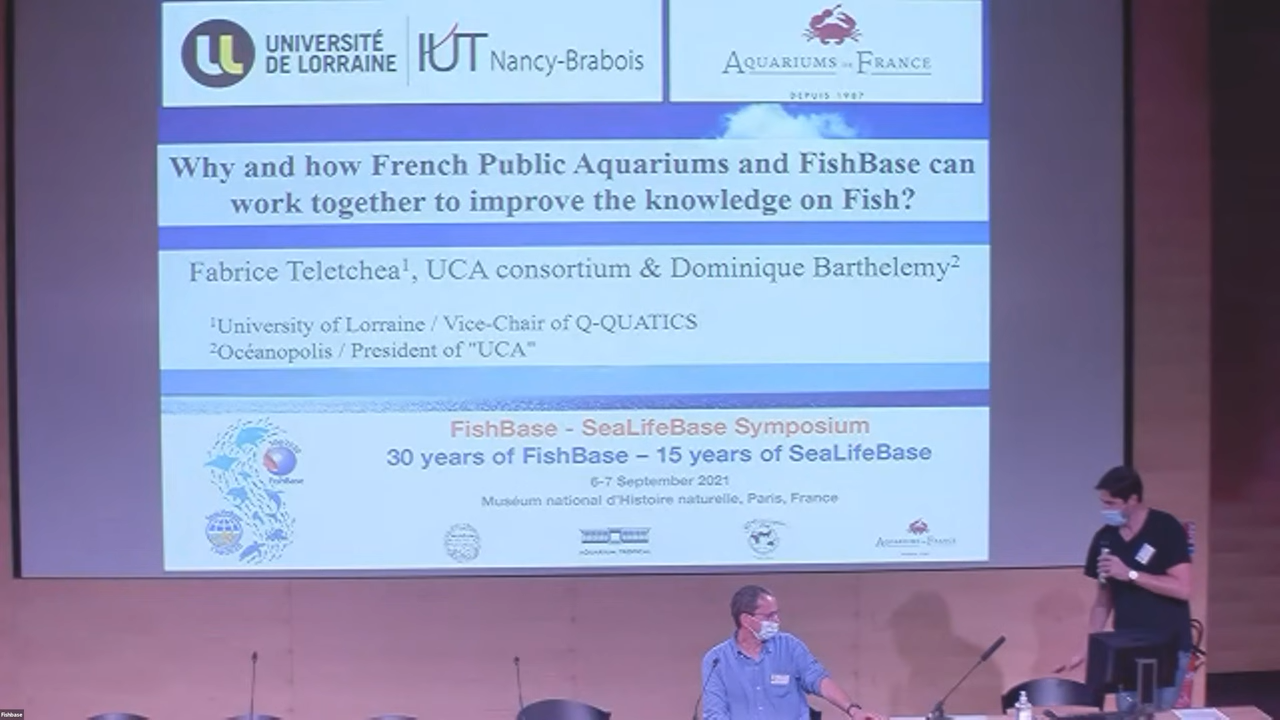 UNIVERSITÉ
DE LORRAINE
IUT Nancy-Brabois
AQUARIUMS DE FRANCE
DEPUIS 1987
Why and how French Public Aquariums and FishBase can
work together to improve the knowledge on Fish?
Fabrice Teletchea¹, UCA consortium & Dominique Barthelemy²
¹University of Lorraine / Vice-Chair of Q-QUATICS
²Océanopolis / President of "UCA"
FishBase - SeaLifeBase Symposium
30 years of FishBase – 15 years of SeaLifeBase
6-7 September 2021
Muséum national d'Histoire naturelle, Paris, France
FishBase
AQUARIUM TROPICAL
AQUARIUMS DE FRANCE
Fishbase